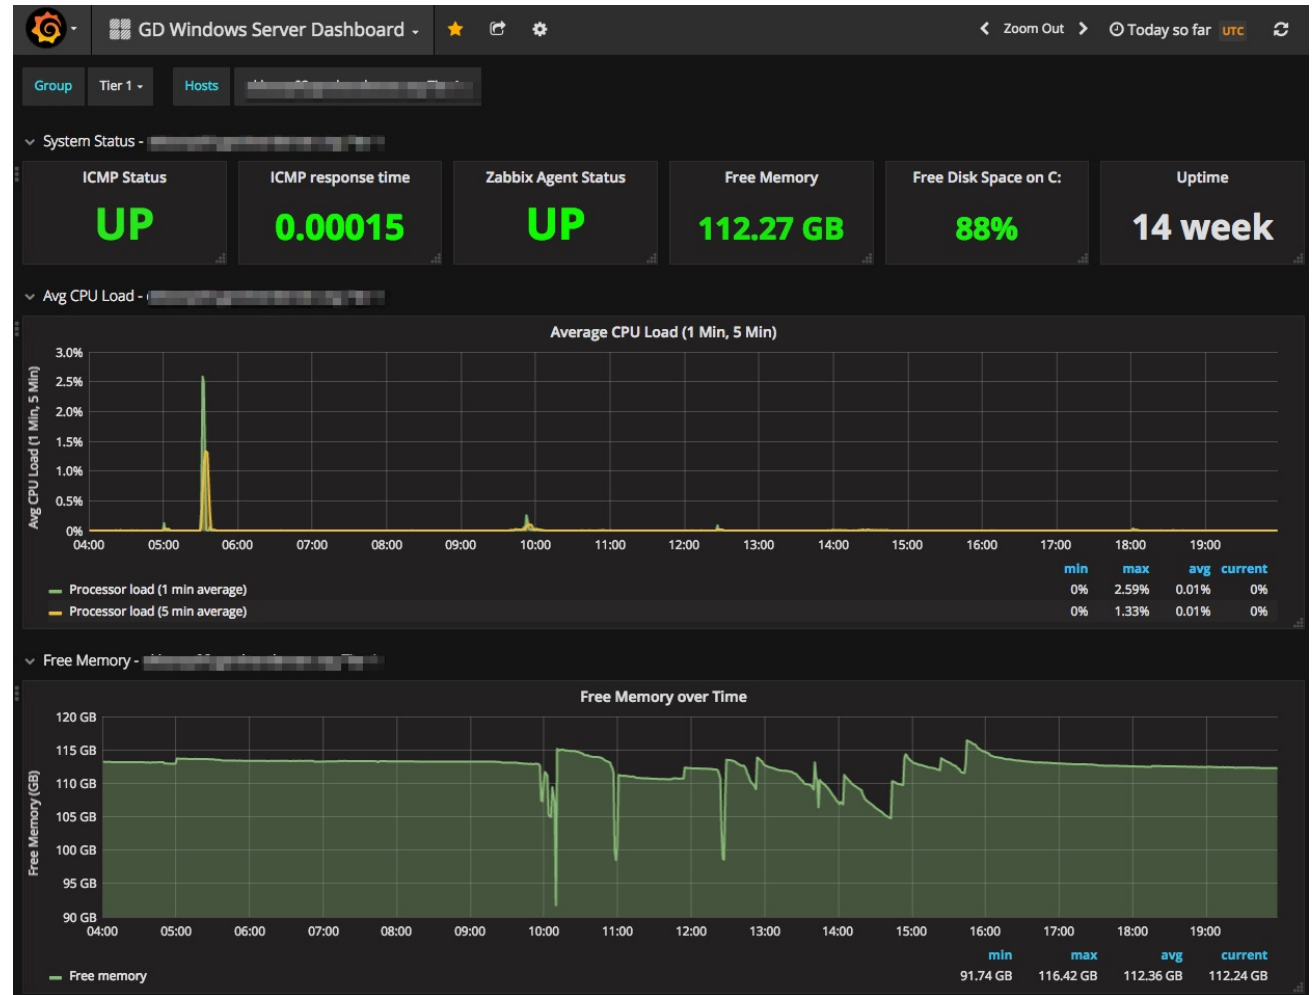 GD Windows Server Dashboard
Zoom Out
Today so far UTC
Group
Tier 1
Hosts
System Status -
ICMP Status
UP
ICMP response time
0.00015
Zabbix Agent Status
UP
Free Memory
112.27 GB
Free Disk Space on C:
88%
Uptime
14 week
Avg CPU Load -
Average CPU Load (1 Min, 5 Min)
Avg CPU Load (1 Min, 5 Min)
3.0%
2.5%
2.0%
1.5%
1.0%
0.5%
0%
04:00 05:00 06:00 07:00 08:00 09:00 10:00 11:00 12:00 13:00 14:00 15:00 16:00 17:00 18:00 19:00
min max avg current
Processor load (1 min average) 0% 2.59% 0.01% 0%
Processor load (5 min average) 0% 1.33% 0.01% 0%
Free Memory -
Free Memory over Time
Free Memory (GB)
120 GB
115 GB
110 GB
105 GB
100 GB
95 GB
90 GB
04:00 05:00 06:00 07:00 08:00 09:00 10:00 11:00 12:00 13:00 14:00 15:00 16:00 17:00 18:00 19:00
min max avg current
Free memory 91.74 GB 116.42 GB 112.36 GB 112.24 GB